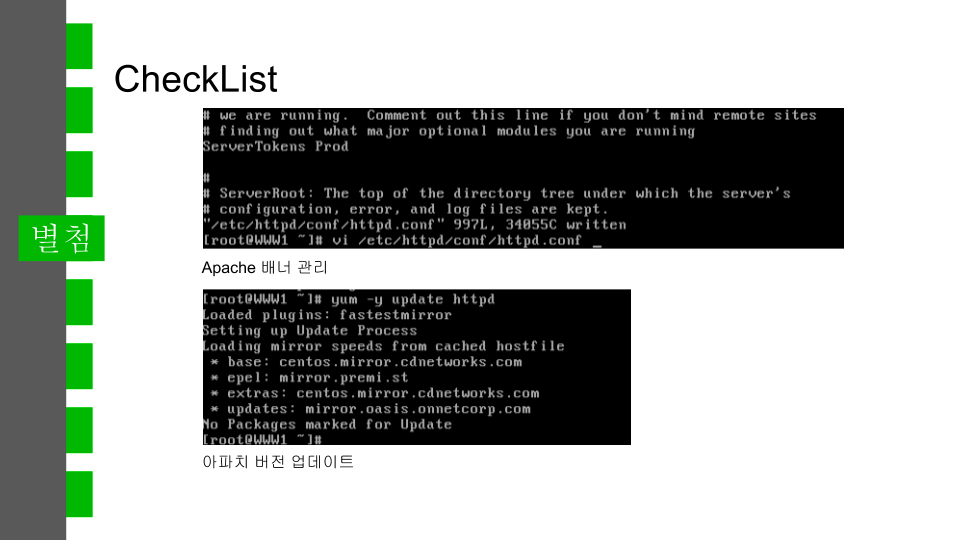 CheckList
# we are running.  Comment out this line if you don't mind remote sites
# finding out what major optional modules you are running
ServerTokens Prod
#
# ServerRoot: The top of the directory tree under which the server's
# configuration, error, and log files are kept.
"/etc/httpd/conf/httpd.conf" 997L, 34055C written
[root@WWW1 ~]# vi /etc/httpd/conf/httpd.conf _
별첨
Apache 배너 관리
[root@WWW1 ~]# yum -y update httpd
Loaded plugins: fastestmirror
Setting up Update Process
Loading mirror speeds from cached hostfile
* base: centos.mirror.cdnetworks.com
* epel: mirror.premi.st
* extras: centos.mirror.cdnetworks.com
* updates: mirror.oasis.onnetcorp.com
No Packages marked for Update
[root@WWW1 ~]#
아파치 버전 업데이트